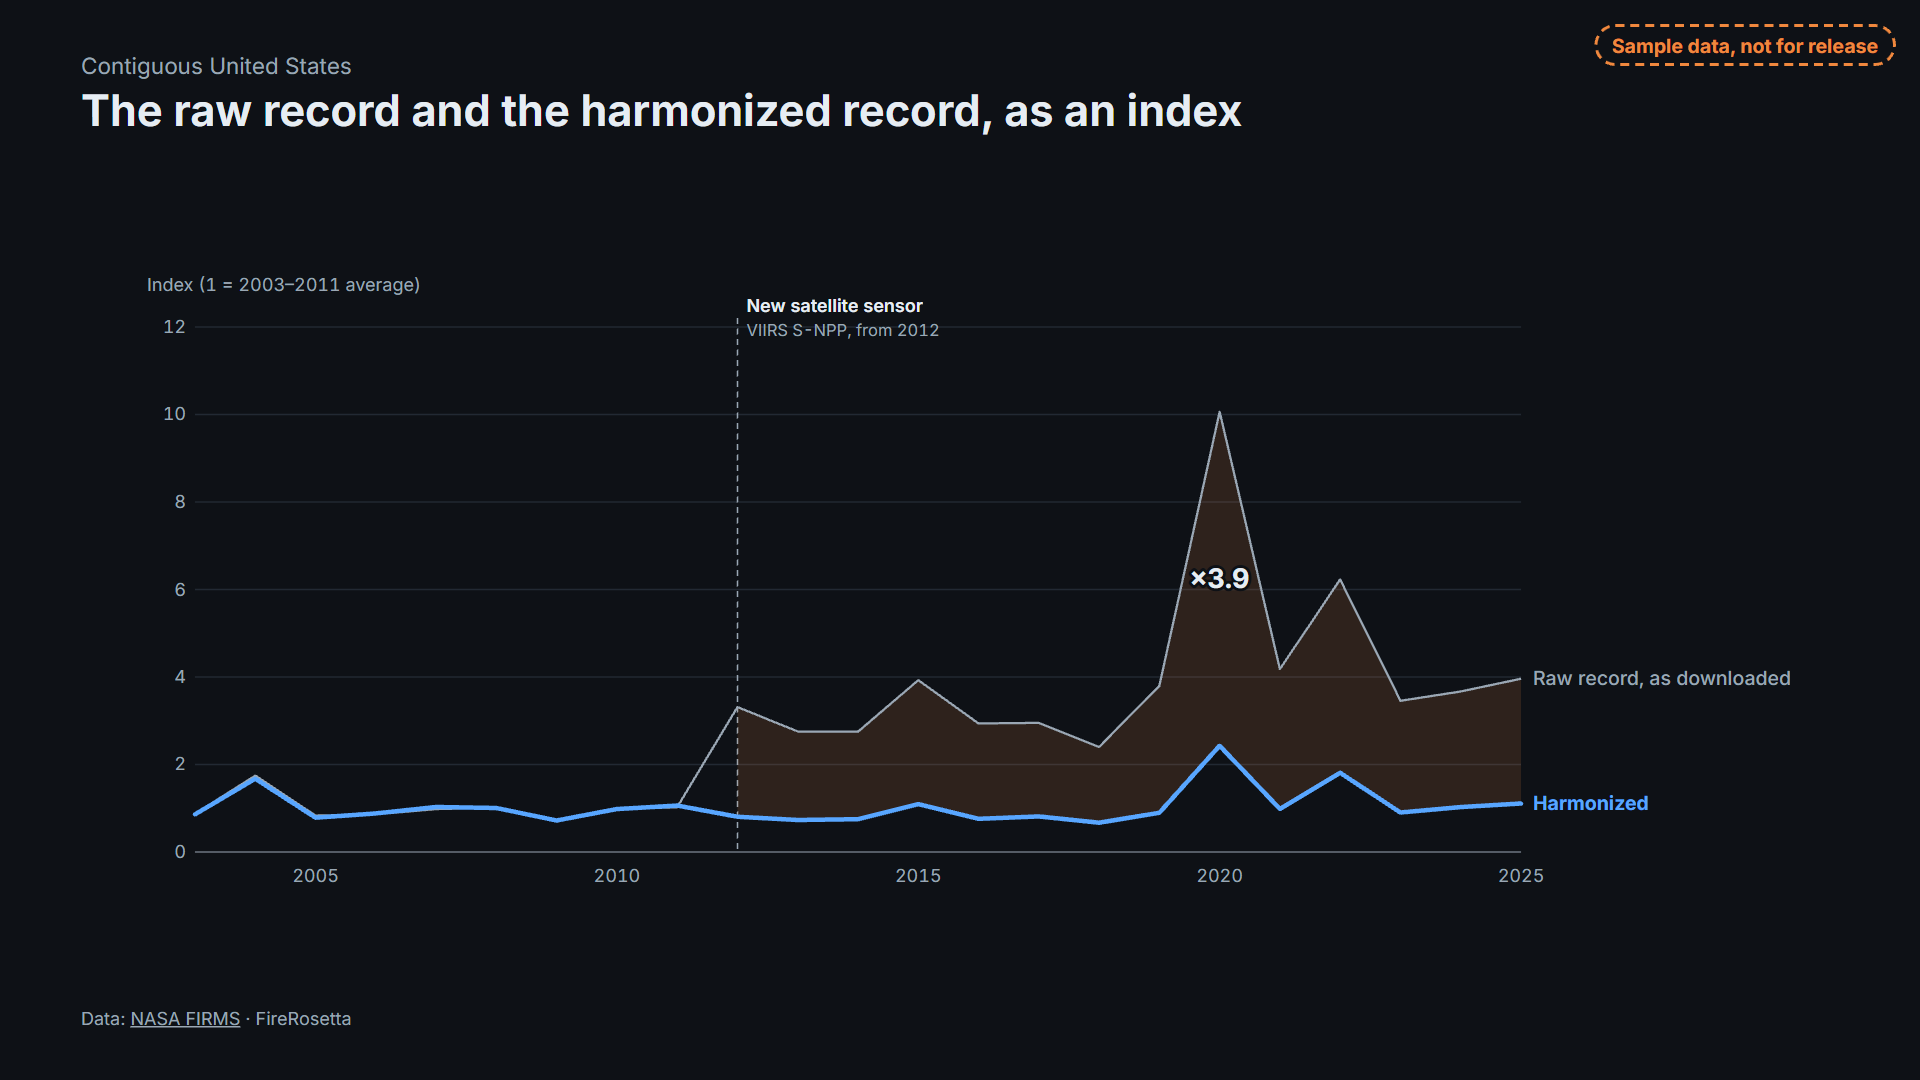 Sample data, not for release
Contiguous United States
The raw record and the harmonized record, as an index
Index (1 = 2003–2011 average)
New satellite sensor
VIIRS S-NPP, from 2012
12
10
8
6
4
2
0
×3.9
Raw record, as downloaded
Harmonized
2005
2010
2015
2020
2025
Data: NASA FIRMS · FireRosetta